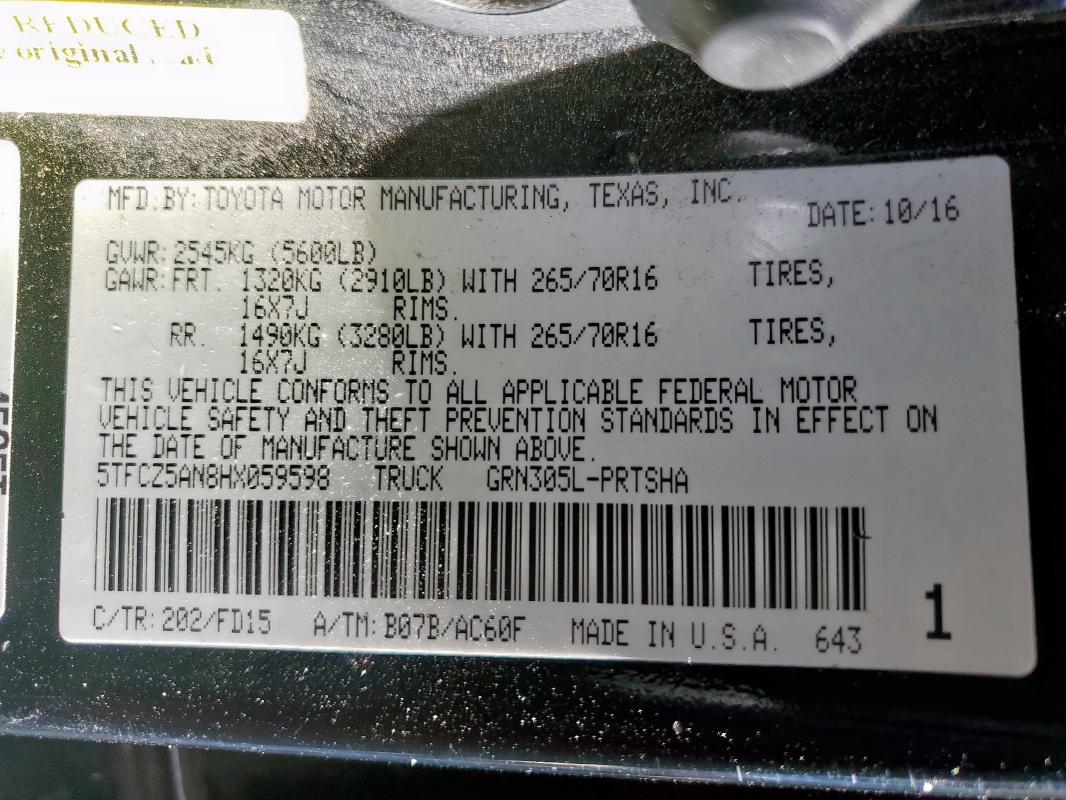 REDUCED
original
MFD. BY: TOYOTA MOTOR MANUFACTURING, TEXAS, INC. DATE: 10/16
GVWR: 2545KG (5600LB)
GAWR: FRT. 1320KG (2910LB) WITH 265/70R16 TIRES,
16X7J RIMS.
RR. 1490KG (3280LB) WITH 265/70R16 TIRES,
16X7J RIMS.
THIS VEHICLE CONFORMS TO ALL APPLICABLE FEDERAL MOTOR
VEHICLE SAFETY AND THEFT PREVENTION STANDARDS IN EFFECT ON
THE DATE OF MANUFACTURE SHOWN ABOVE.
5TFCZ5AN8HX059598 TRUCK GRN305L-PRTSHA
C/TR: 202/FD15 A/TM: B07B/AC60F MADE IN U.S.A. 643
1